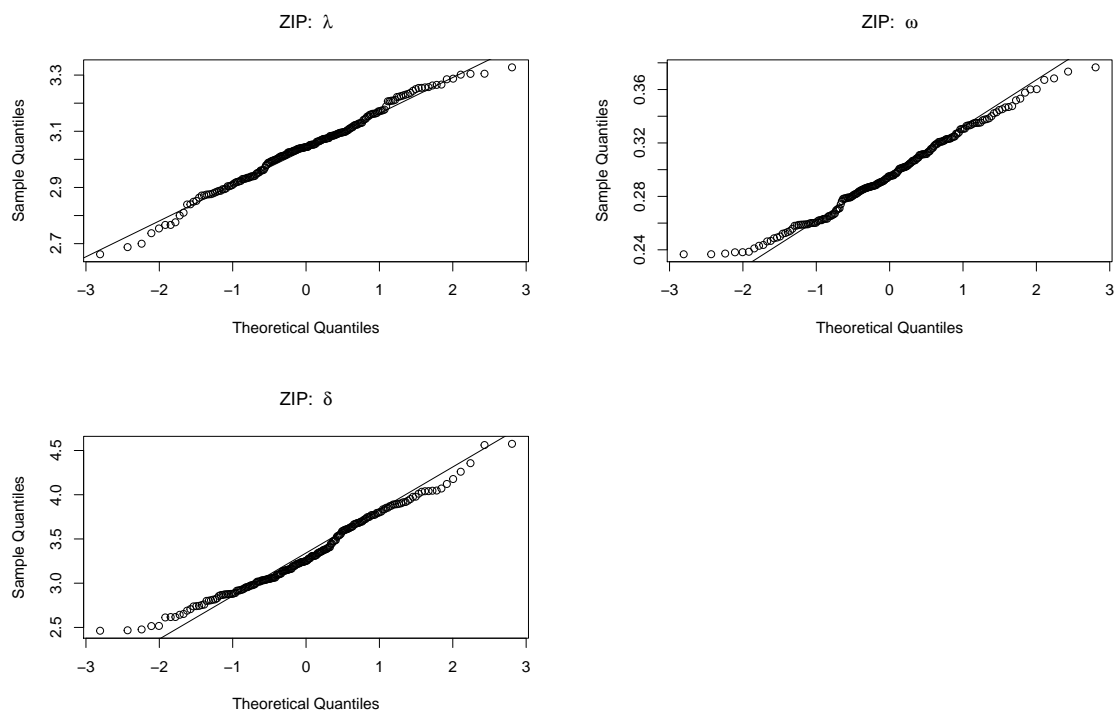 ZIP: λ
Sample Quantiles
2.7 2.9 3.1 3.3
−3 −2 −1 0 1 2 3
Theoretical Quantiles
ZIP: ω
Sample Quantiles
0.24 0.28 0.32 0.36
−3 −2 −1 0 1 2 3
Theoretical Quantiles
ZIP: δ
Sample Quantiles
2.5 3.0 3.5 4.0 4.5
−3 −2 −1 0 1 2 3
Theoretical Quantiles